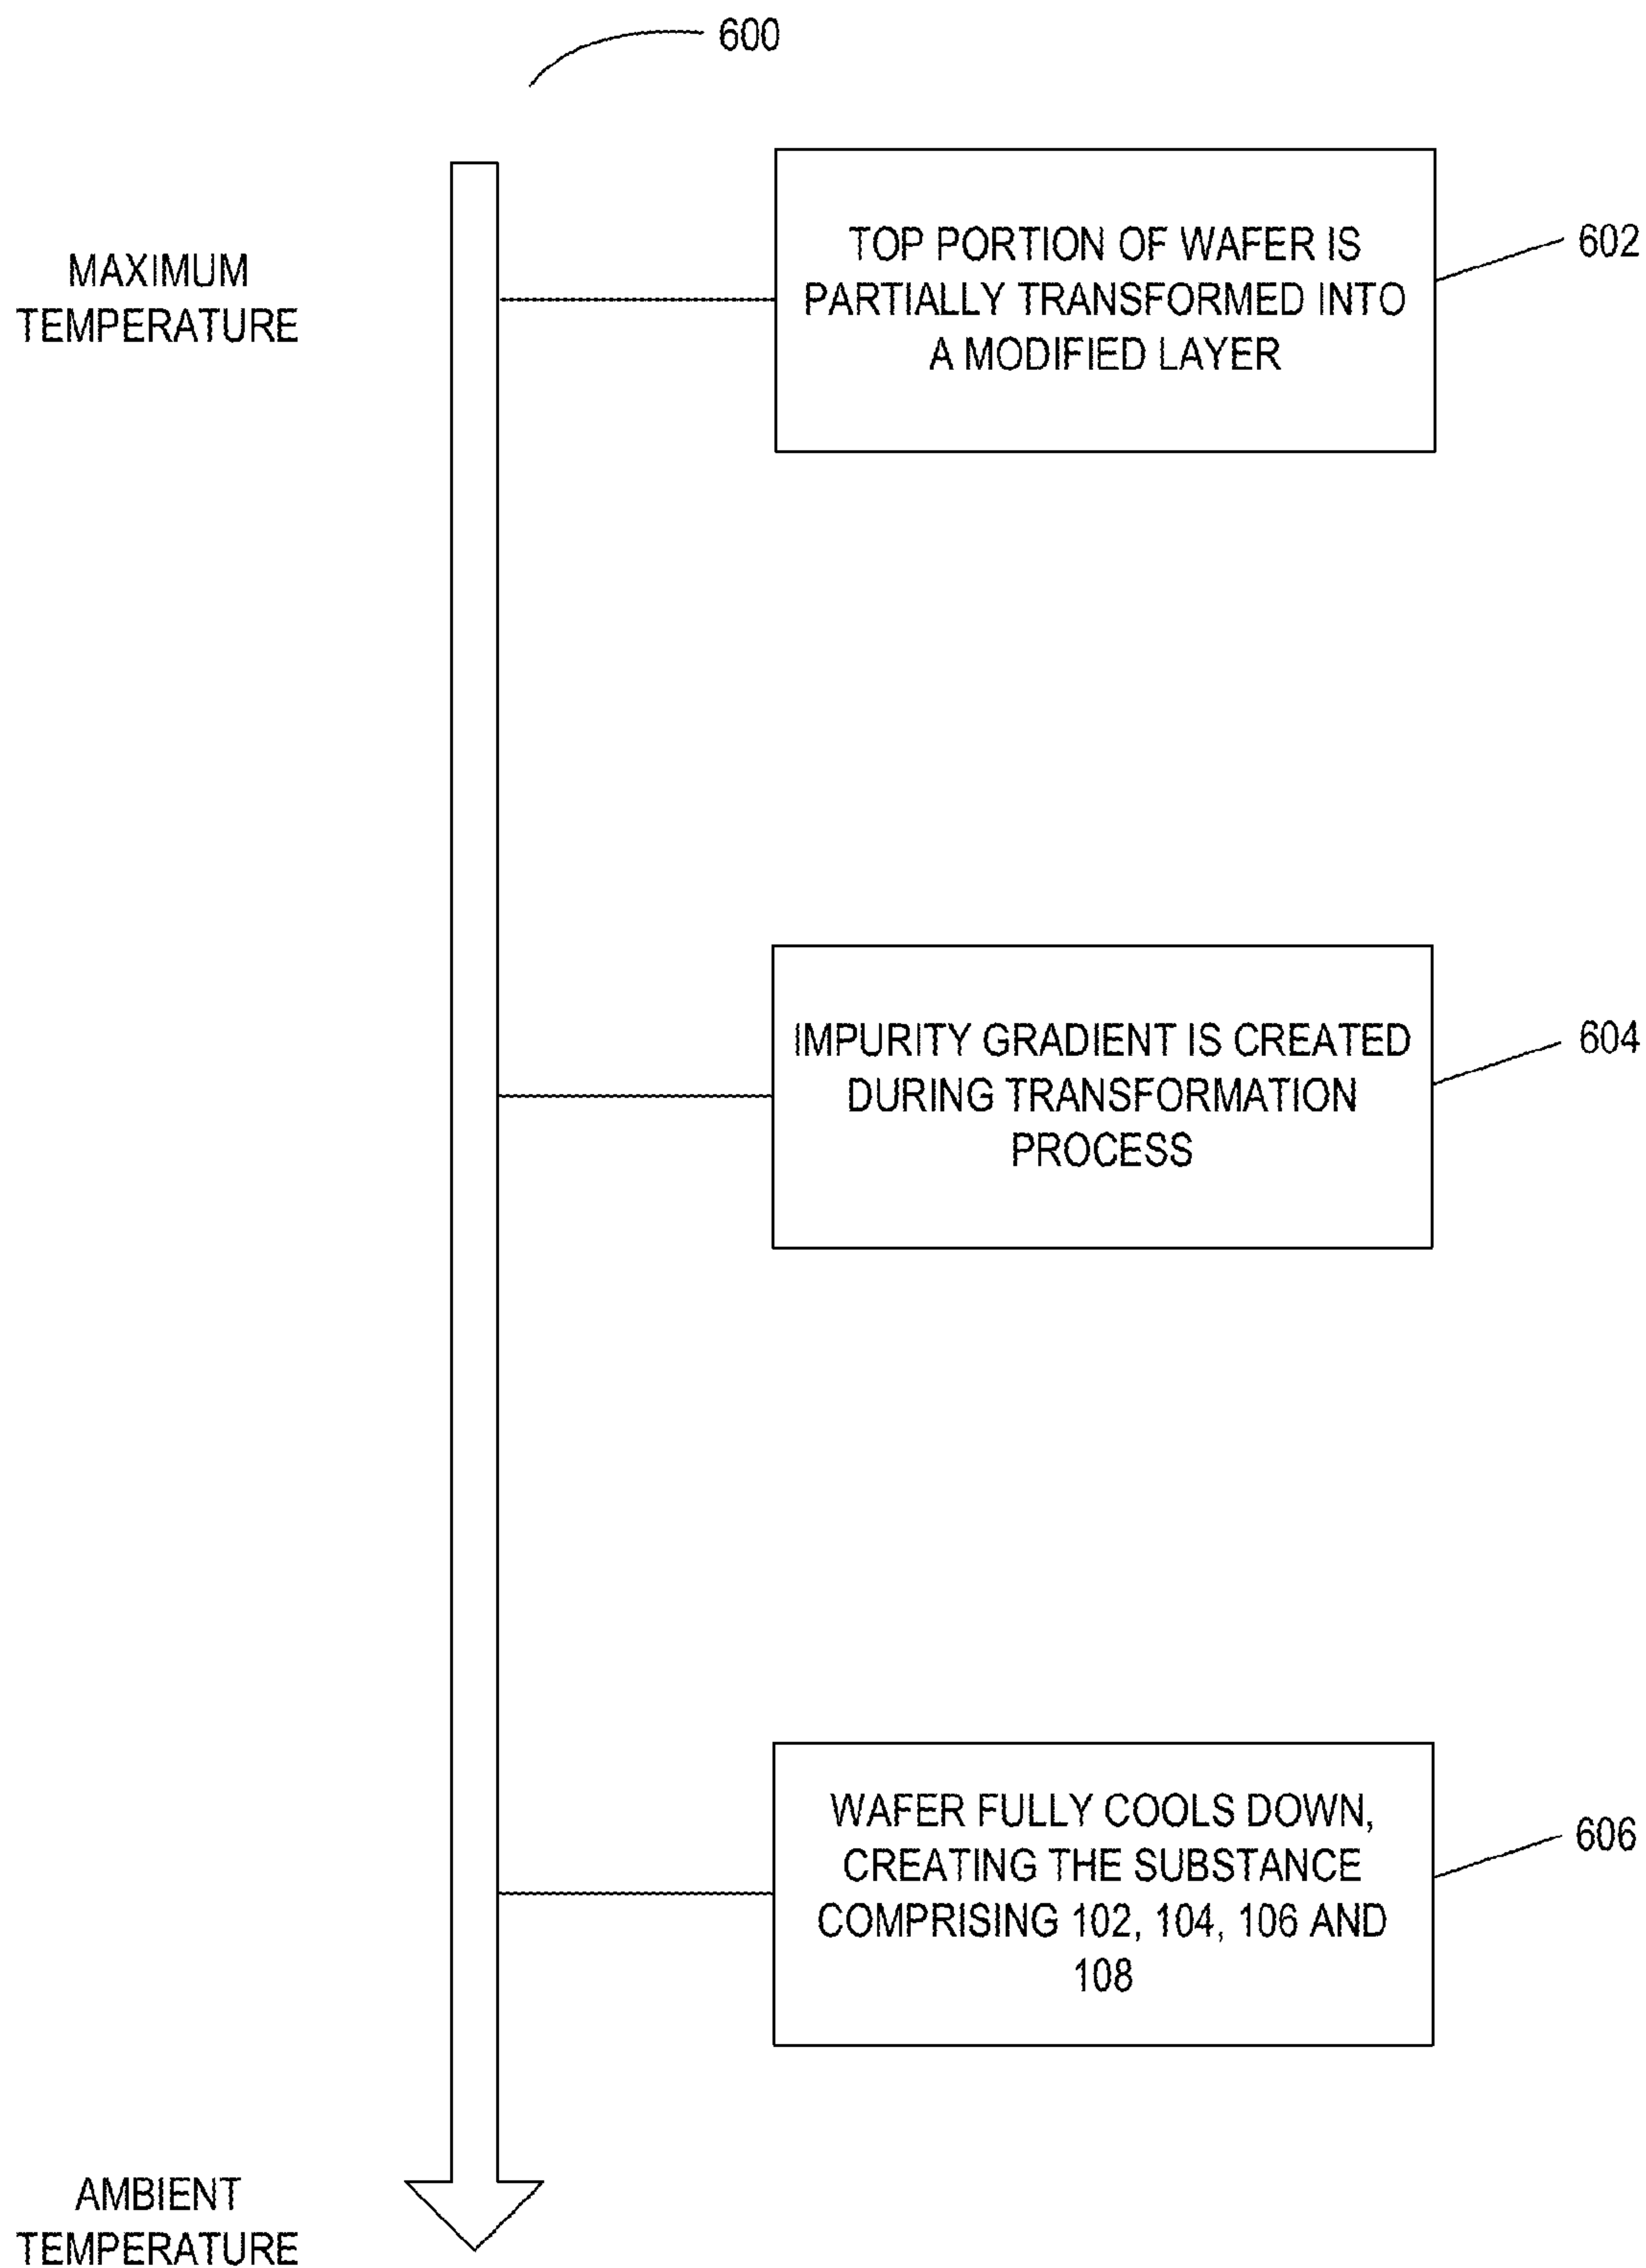 600
MAXIMUM
TEMPERATURE
TOP PORTION OF WAFER IS
PARTIALLY TRANSFORMED INTO
A MODIFIED LAYER
602
IMPURITY GRADIENT IS CREATED
DURING TRANSFORMATION
PROCESS
604
WAFER FULLY COOLS DOWN,
CREATING THE SUBSTANCE
COMPRISING 102, 104, 106 AND
108
606
AMBIENT
TEMPERATURE